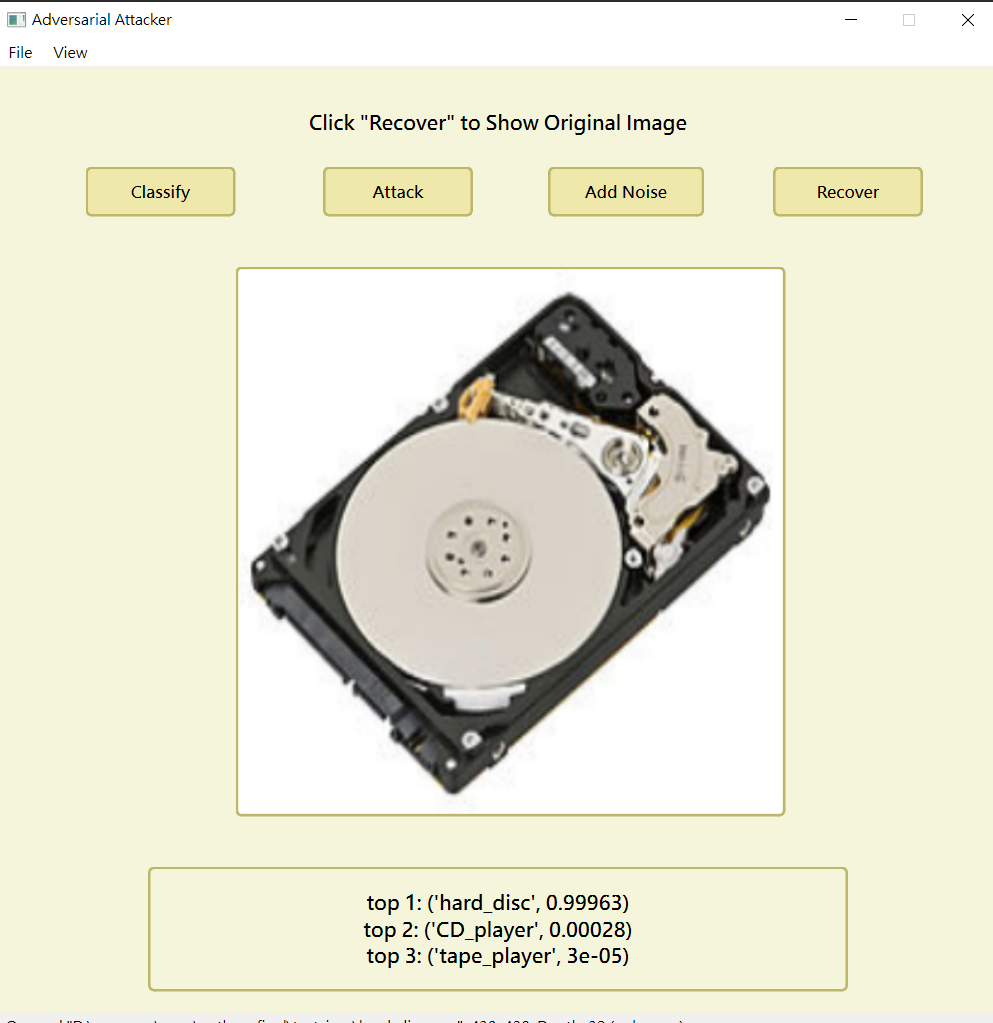 Adversarial Attacker
File View
Click "Recover" to Show Original Image
Classify Attack Add Noise Recover
top 1: ('hard_disc', 0.99963)
top 2: ('CD_player', 0.00028)
top 3: ('tape_player', 3e-05)